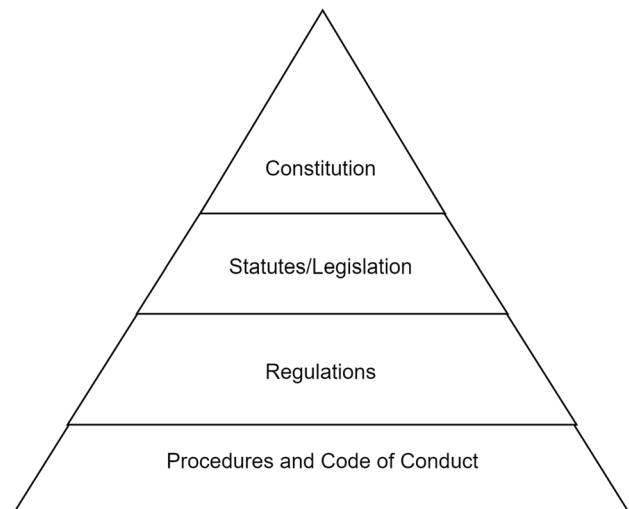 Constitution
Statutes/Legislation
Regulations
Procedures and Code of Conduct